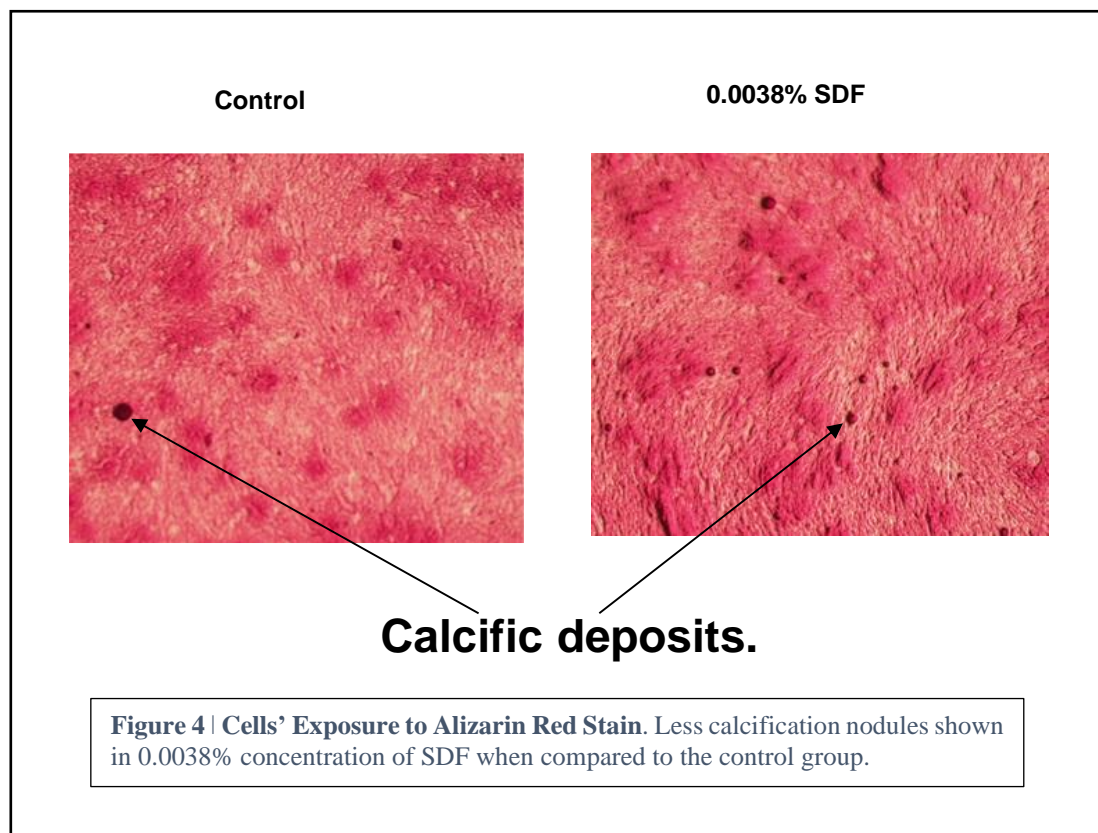 Control
0.0038% SDF
Calcific deposits.
Figure 4 | Cells’ Exposure to Alizarin Red Stain. Less calcification nodules shown
in 0.0038% concentration of SDF when compared to the control group.